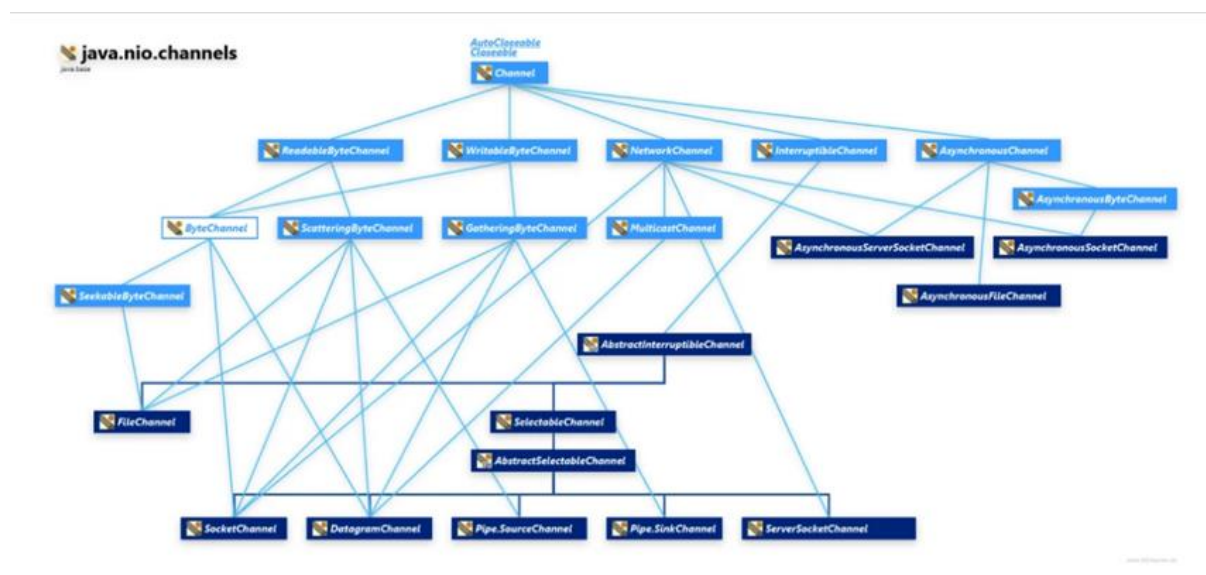 java.nio.channels
java.base
AutoCloseable
Closeable
Channel
ReadableByteChannel
WritableByteChannel
NetworkChannel
InterruptibleChannel
AsynchronousChannel
AsynchronousByteChannel
ByteChannel
ScatteringByteChannel
GatheringByteChannel
MulticastChannel
AsynchronousServerSocketChannel
AsynchronousSocketChannel
SeekableByteChannel
AsynchronousFileChannel
AbstractInterruptibleChannel
FileChannel
SelectableChannel
AbstractSelectableChannel
SocketChannel
DatagramChannel
Pipe.SourceChannel
Pipe.SinkChannel
ServerSocketChannel